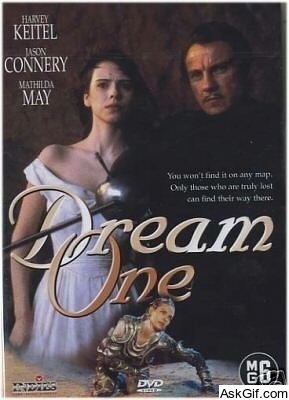 HARVEY
KEITEL
JASON
CONNERY
MATHILDA
MAY
You won't find it on any map.
Only those who are truly lost
can find their way there.
Dream
One
INDIES
DVD
AskGif.com